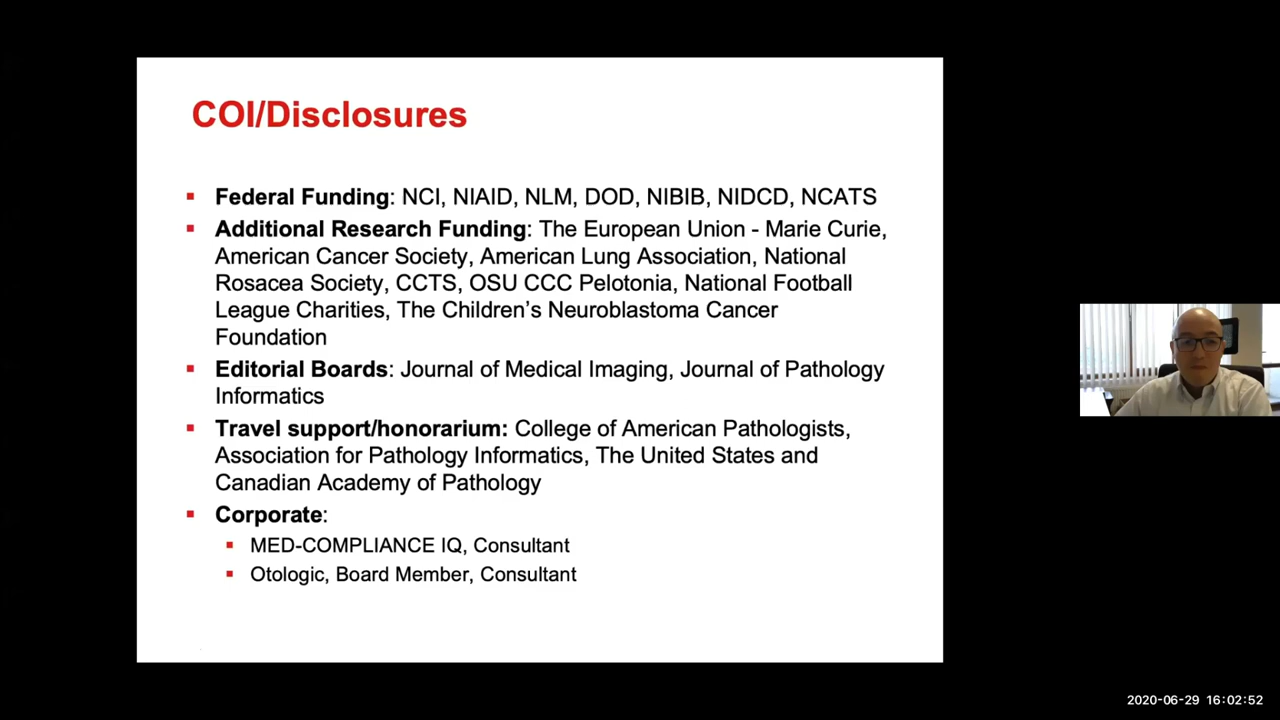 COI/Disclosures
▪ Federal Funding: NCI, NIAID, NLM, DOD, NIBIB, NIDCD, NCATS
▪ Additional Research Funding: The European Union - Marie Curie,
American Cancer Society, American Lung Association, National
Rosacea Society, CCTS, OSU CCC Pelotonia, National Football
League Charities, The Children's Neuroblastoma Cancer
Foundation
▪ Editorial Boards: Journal of Medical Imaging, Journal of Pathology
Informatics
▪ Travel support/honorarium: College of American Pathologists,
Association for Pathology Informatics, The United States and
Canadian Academy of Pathology
▪ Corporate:
▪ MED-COMPLIANCE IQ, Consultant
▪ Otologic, Board Member, Consultant
2020-06-29 16:02:52